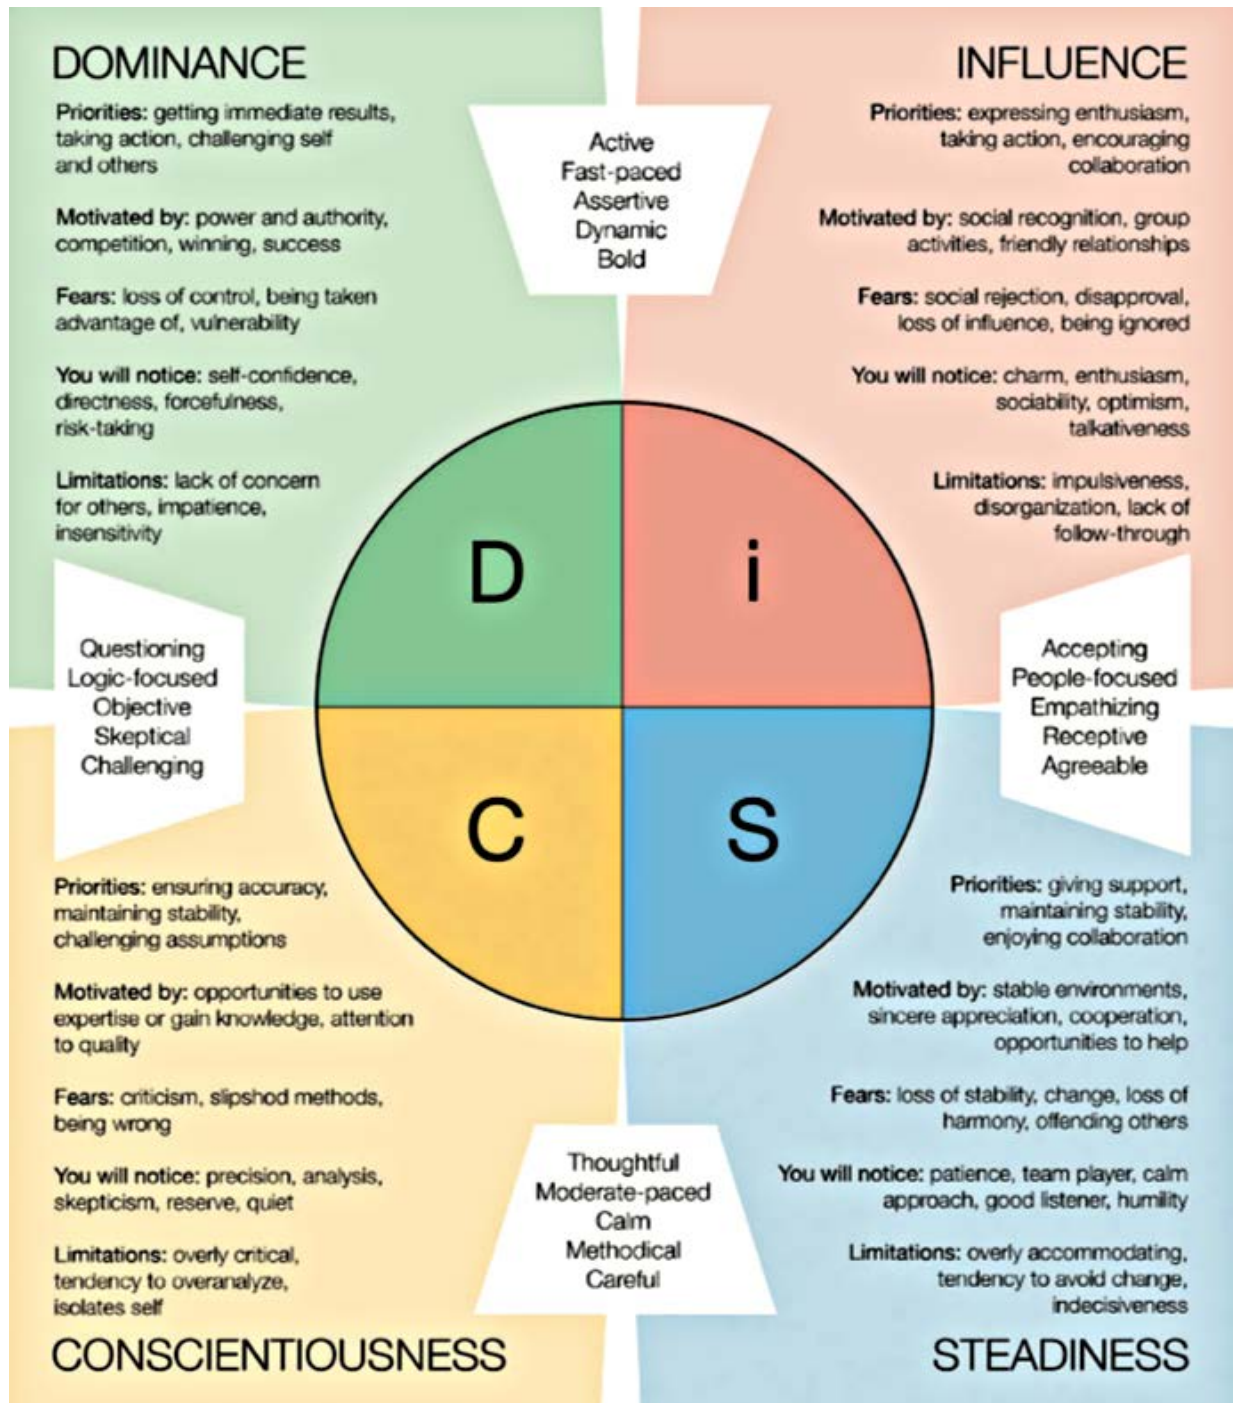 DOMINANCE
Priorities: getting immediate results,
taking action, challenging self
and others
Motivated by: power and authority,
competition, winning, success
Fears: loss of control, being taken
advantage of, vulnerability
You will notice: self-confidence,
directness, forcefulness,
risk-taking
Limitations: lack of concern
for others, impatience,
insensitivity
Active
Fast-paced
Assertive
Dynamic
Bold
INFLUENCE
Priorities: expressing enthusiasm,
taking action, encouraging
collaboration
Motivated by: social recognition, group
activities, friendly relationships
Fears: social rejection, disapproval,
loss of influence, being ignored
You will notice: charm, enthusiasm,
sociability, optimism,
talkativeness
Limitations: impulsiveness,
disorganization, lack of
follow-through
D
i
Questioning
Logic-focused
Objective
Skeptical
Challenging
Accepting
People-focused
Empathizing
Receptive
Agreeable
C
S
Priorities: ensuring accuracy,
maintaining stability,
challenging assumptions
Motivated by: opportunities to use
expertise or gain knowledge, attention
to quality
Fears: criticism, slipshod methods,
being wrong
You will notice: precision, analysis,
skepticism, reserve, quiet
Limitations: overly critical,
tendency to overanalyze,
isolates self
CONSCIENTIOUSNESS
Thoughtful
Moderate-paced
Calm
Methodical
Careful
Priorities: giving support,
maintaining stability,
enjoying collaboration
Motivated by: stable environments,
sincere appreciation, cooperation,
opportunities to help
Fears: loss of stability, change, loss of
harmony, offending others
You will notice: patience, team player, calm
approach, good listener, humility
Limitations: overly accommodating,
tendency to avoid change,
indecisiveness
STEADINESS